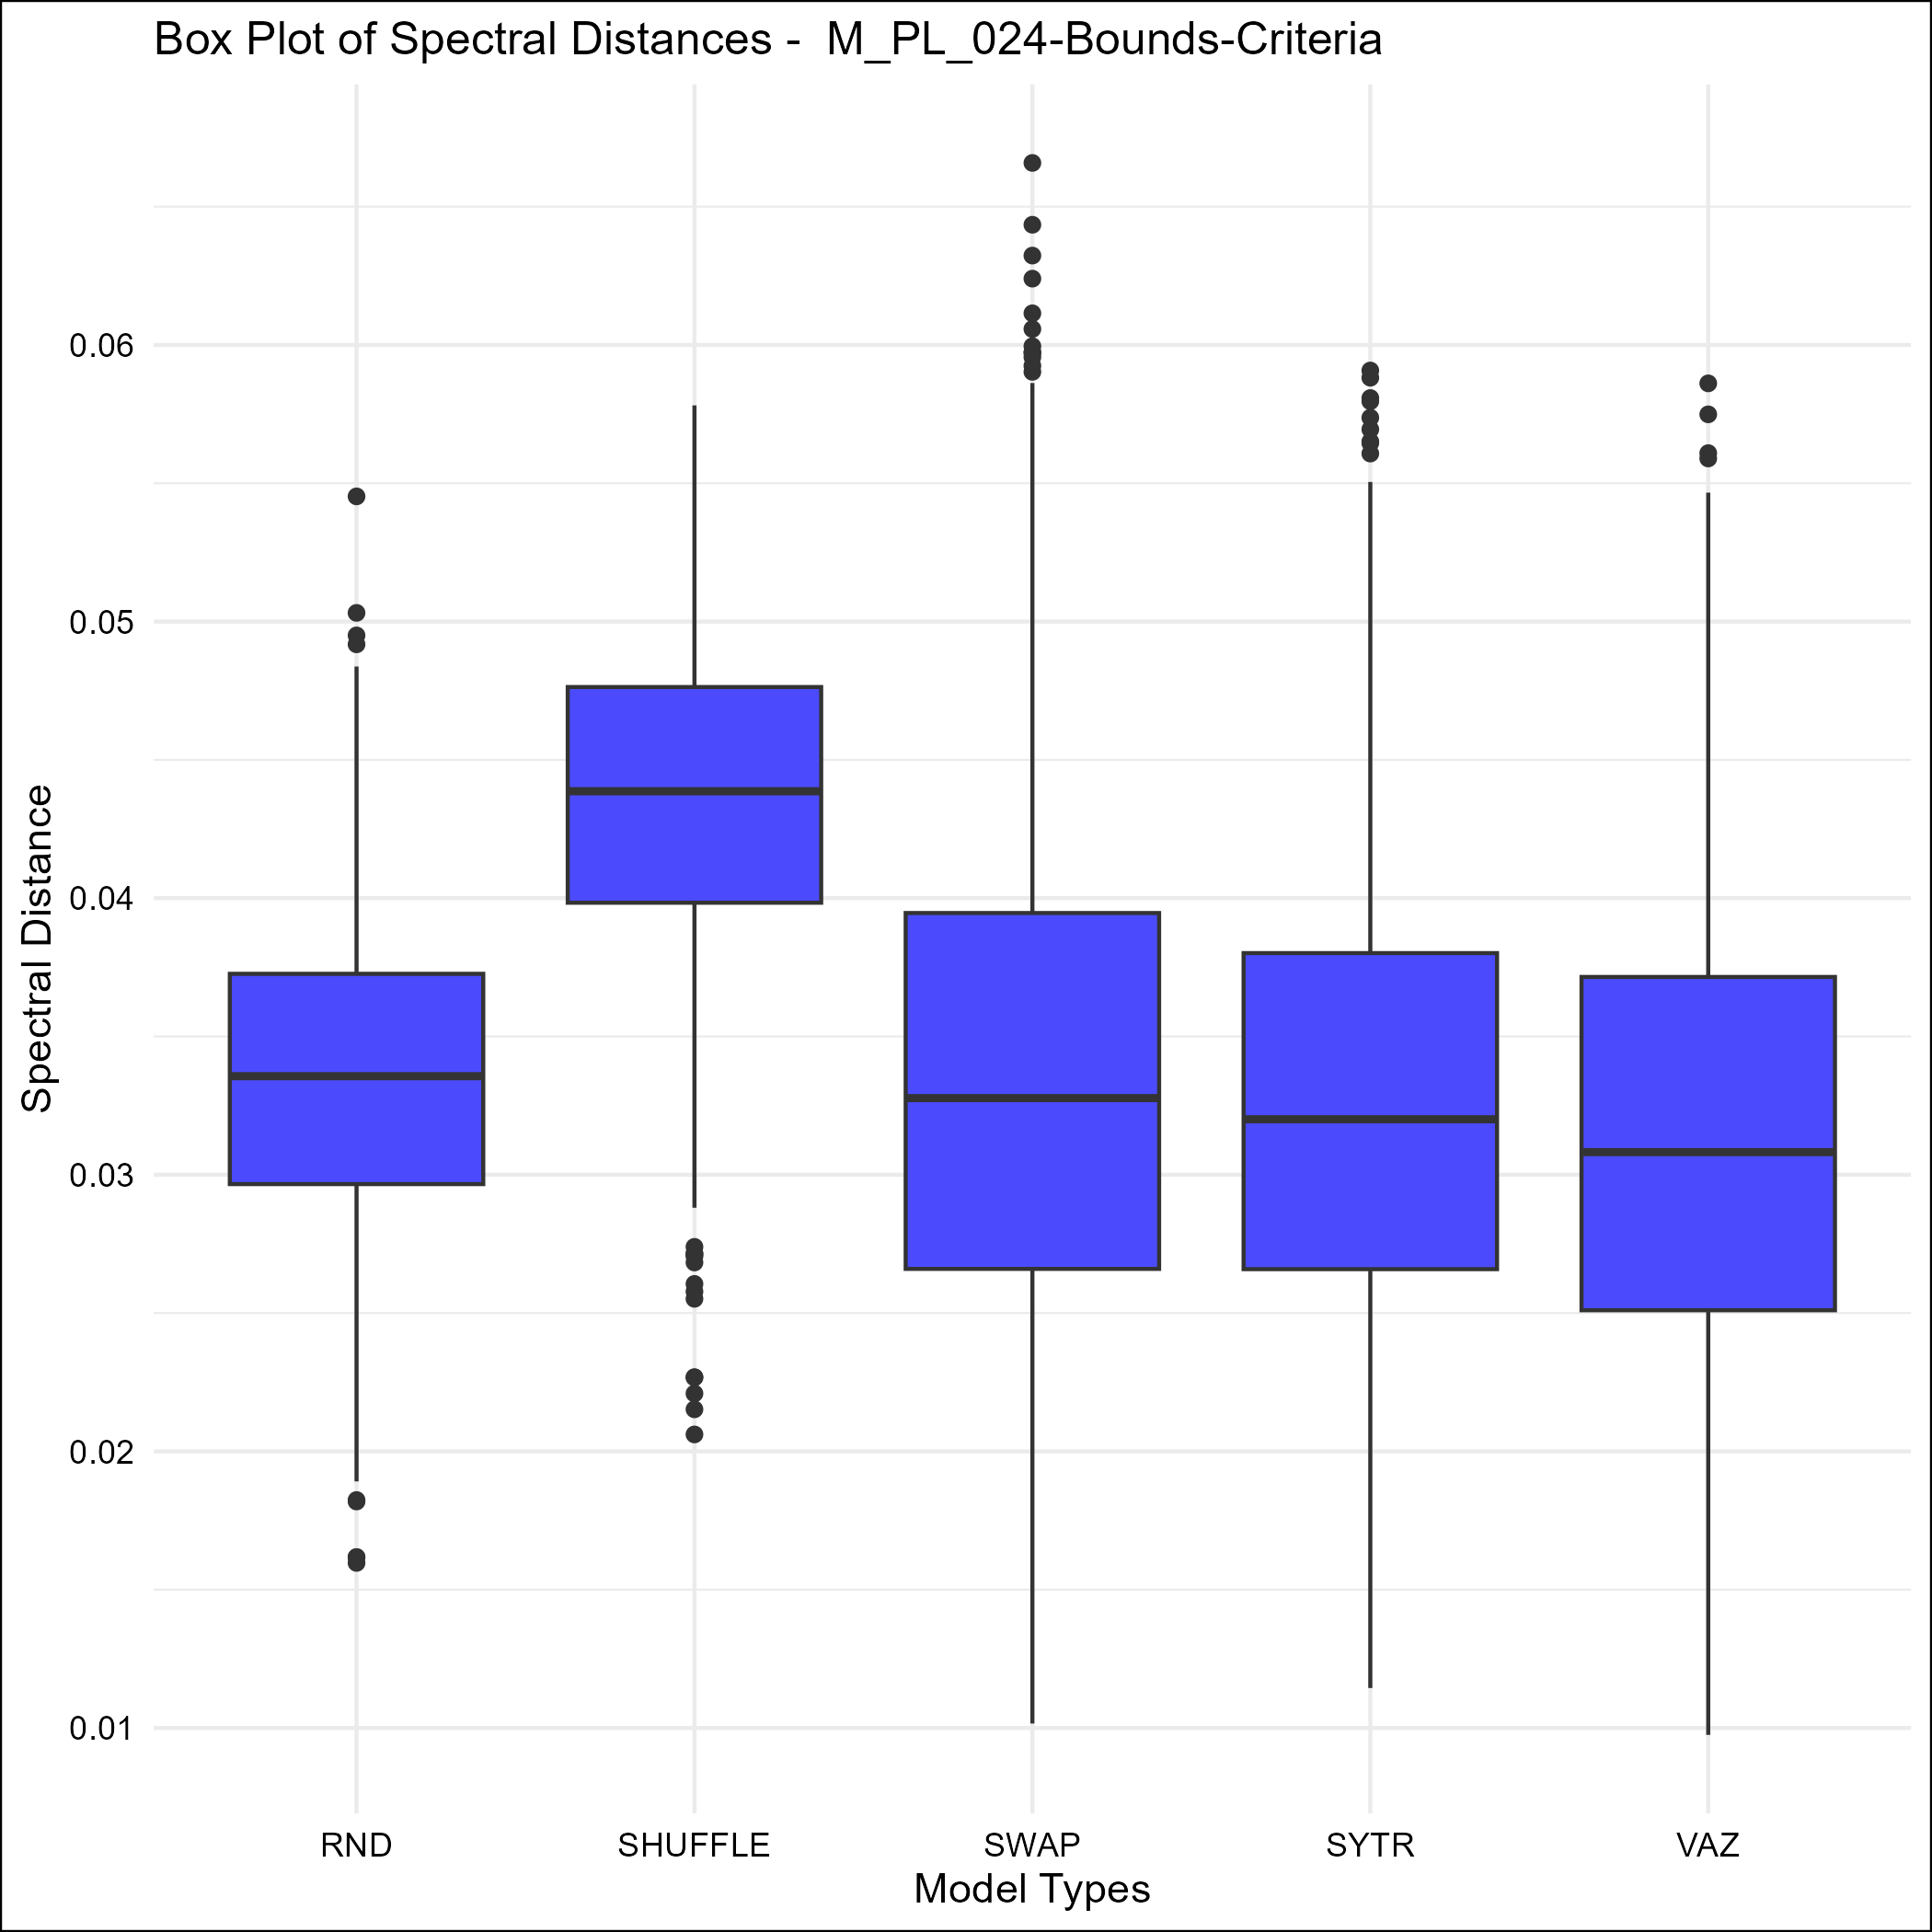 Box Plot of Spectral Distances -  M_PL_024-Bounds-Criteria
Spectral Distance
0.06
0.05
0.04
0.03
0.02
0.01
RND SHUFFLE SWAP SYTR VAZ
Model Types